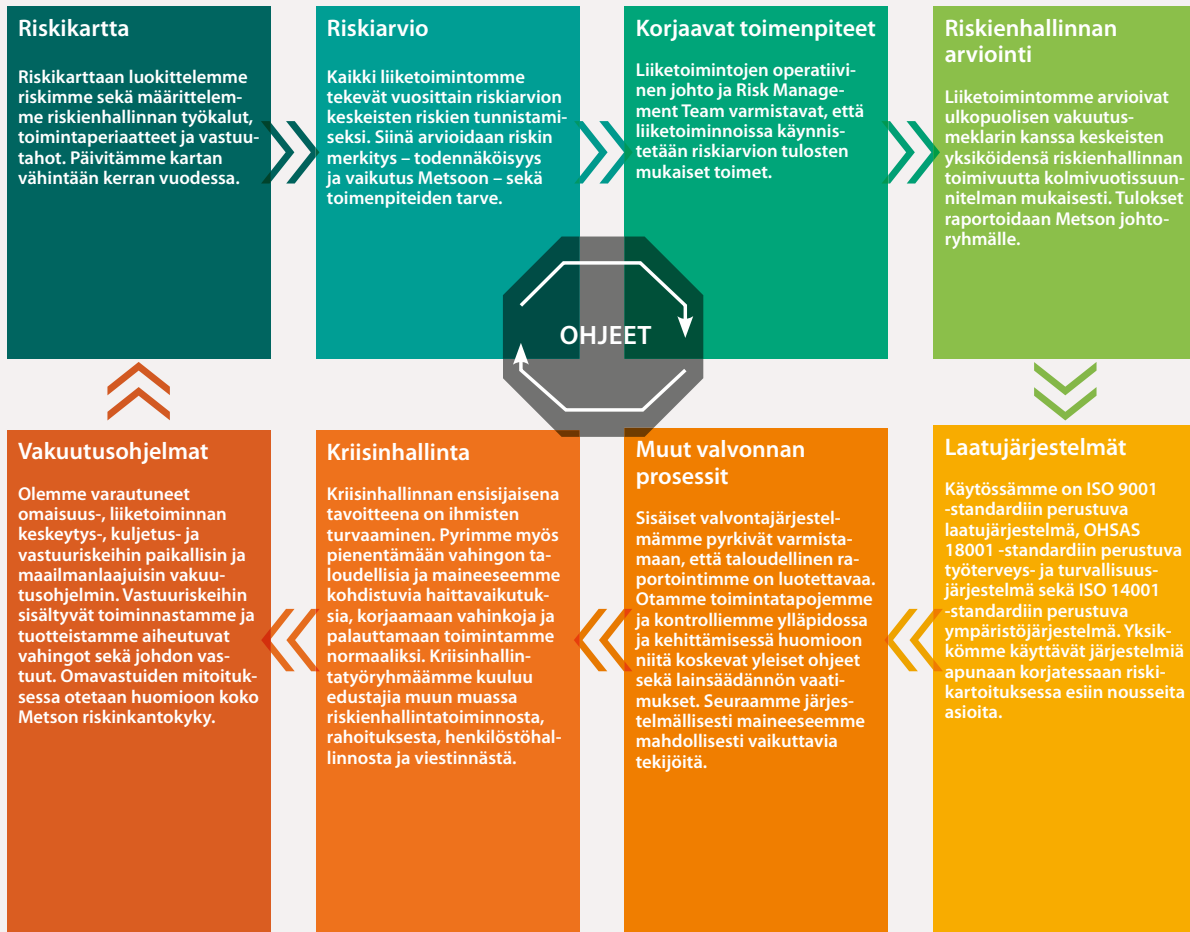 Riskikartta
Riskikarttaan luokittelemme
riskimme sekä määrittelem-
me riskienhallinnan työkalut,
toimintaperiaatteet ja vastuu-
tahot. Päivitämme kartan
vähintään kerran vuodessa.
Riskiarvio
Kaikki liiketoimintomme
tekevät vuosittain riskiarvion
keskeisten riskien tunnistami-
seksi. Siinä arvioidaan riskin
merkitys – todennäköisyys
ja vaikutus Metsoon – sekä
toimenpiteiden tarve.
Korjaavat toimenpiteet
Liiketoimintojen operatiivi-
nen johto ja Risk Manage-
ment Team varmistavat, että
liiketoiminnoissa käynnis-
tetään riskiarvion tulosten
mukaiset toimet.
Riskienhallinnan
arviointi
Liiketoimintomme arvioivat
ulkopuolisen vakuutus-
meklarin kanssa keskeisten
yksiköidensä riskienhallinnan
toimivuutta kolmivuotissuun-
nitelman mukaisesti. Tulokset
raportoidaan Metson johto-
ryhmälle.
OHJEET
Vakuutusohjelmat
Olemme varautuneet
omaisuus-, liiketoiminnan
keskeytys-, kuljetus- ja
vastuuriskeihin paikallisin ja
maailmanlaajuisin vakuu-
tusohjelmin. Vastuuriskeihin
sisältyvät toiminnastamme ja
tuotteistamme aiheutuvat
vahingot sekä johdon vas-
tuut. Omavastuiden mitoituk-
sessa otetaan huomioon koko
Metson riskinkantokyky.
Kriisinhallinta
Kriisinhallinnan ensisijaisena
tavoitteena on ihmisten
turvaaminen. Pyrimme myös
pienentämään vahingon ta-
loudellisia ja maineeseemme
kohdistuvia haittavaikutuk-
sia, korjaamaan vahinkoja ja
palauttamaan toimintamme
normaaliksi. Kriisinhallin-
tatyöryhmäämme kuuluu
edustajia muun muassa
riskienhallintatoiminnosta,
rahoituksesta, henkilöstöhal-
linnosta ja viestinnästä.
Muut valvonnan
prosessit
Sisäiset valvontajärjestel-
mämme pyrkivät varmista-
maan, että taloudellinen ra-
portointimme on luotettavaa.
Otamme toimintatapojemme
ja kontrolliemme ylläpidossa
ja kehittämisessä huomioon
niitä koskevat yleiset ohjeet
sekä lainsäädännön vaati-
mukset. Seuraamme järjes-
telmällisesti maineeseemme
mahdollisesti vaikuttavia
tekijöitä.
Laatujärjestelmät
Käytössämme on ISO 9001
-standardiin perustuva
laatujärjestelmä, OHSAS
18001 -standardiin perustuva
työterveys- ja turvallisuus-
järjestelmä sekä ISO 14001
-standardiin perustuva
ympäristöjärjestelmä. Yksik-
kömme käyttävät järjestelmiä
apunaan korjatessaan riski-
kartoituksessa esiin nousseita
asioita.